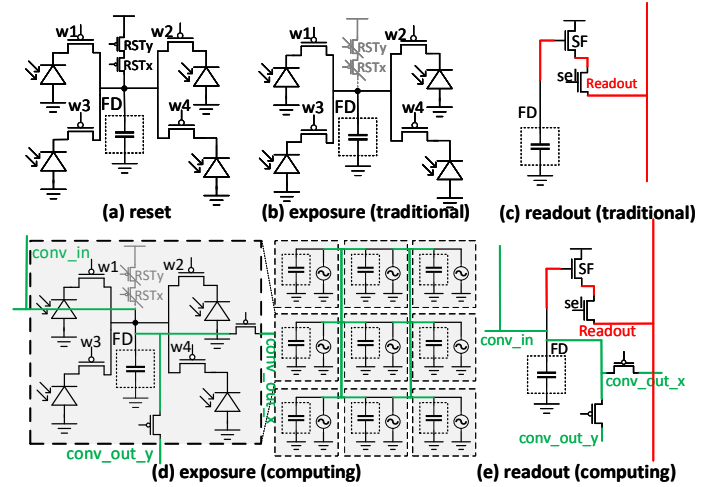 w1
RSTy
RSTx
w2
w3
FD
w4
(a) reset
w1
RSTy
RSTx
w2
w3
FD
w4
(b) exposure (traditional)
SF
sel
Readout
FD
(c) readout (traditional)
conv_in
w1
RSTy
RSTx
w2
w3
FD
w4
conv_out_x
conv_out_y
(d) exposure (computing)
SF
sel
Readout
conv_in
FD
conv_out_x
conv_out_y
(e) readout (computing)